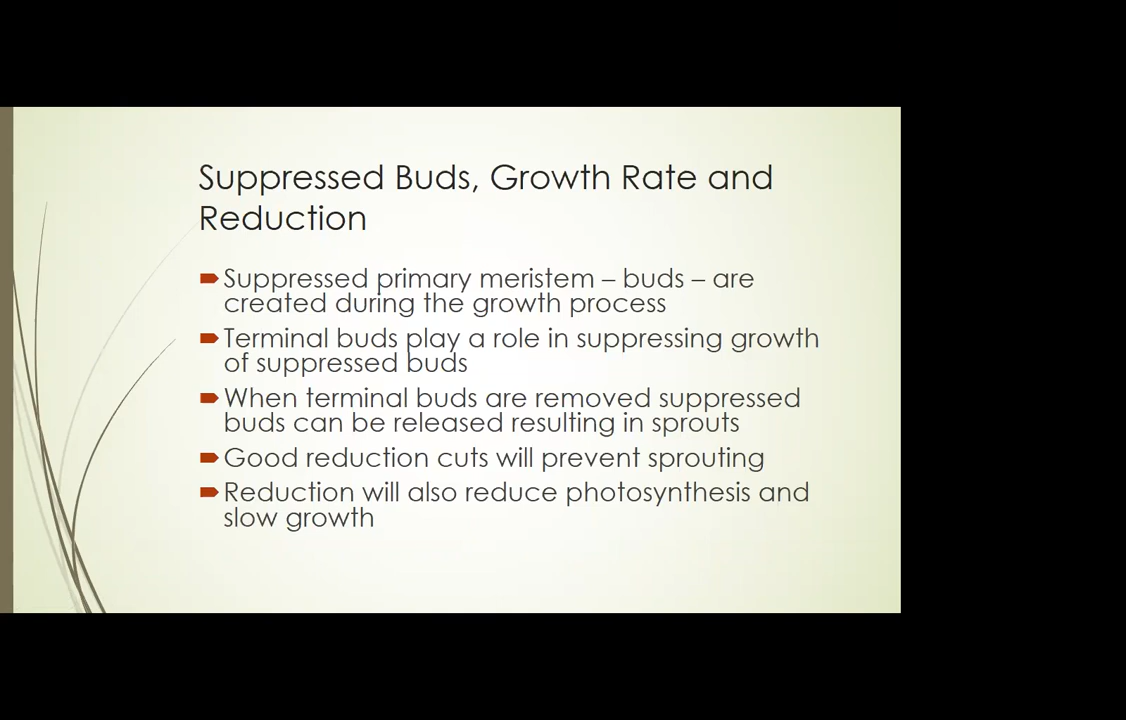 Suppressed Buds, Growth Rate and
Reduction
Suppressed primary meristem – buds – are
created during the growth process
Terminal buds play a role in suppressing growth
of suppressed buds
When terminal buds are removed suppressed
buds can be released resulting in sprouts
Good reduction cuts will prevent sprouting
Reduction will also reduce photosynthesis and
slow growth